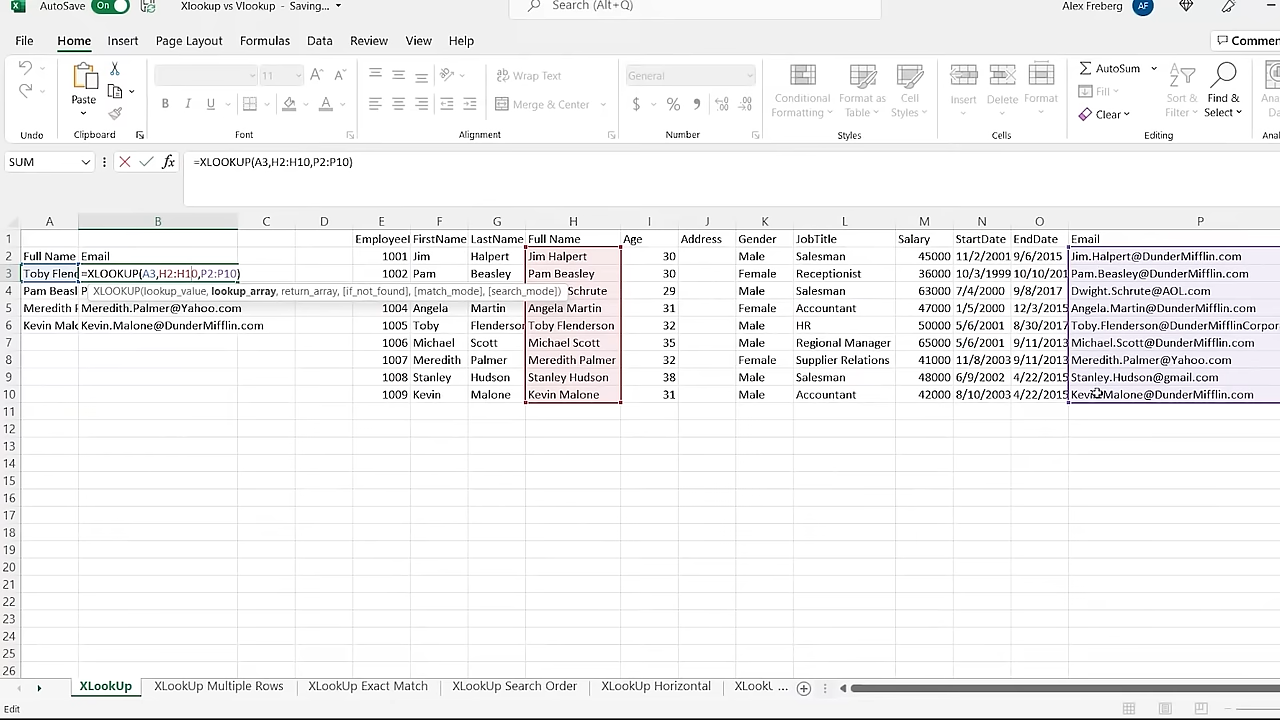 AutoSave On Xlookup vs Vlookup - Saving... Search (Alt+Q) Alex Freberg AF
File Home Insert Page Layout Formulas Data Review View Help
Paste 11 Wrap Text General Conditional Formatting Format as Table Cell Styles Insert Delete Format AutoSum Fill Clear Sort & Filter Find & Select
B I U Merge & Center $ %
Undo Clipboard Font Alignment Number Styles Cells Editing
SUM fx =XLOOKUP(A3,H2:H10,P2:P10)
A B C D E F G H I J K L M N O P
1 FirstName LastName Full Name Age Address Gender JobTitle Salary StartDate EndDate Email
2 Full Name Email 1001 Jim Halpert Jim Halpert 30 Male Salesman 45000 11/2/2001 9/6/2015 Jim.Halpert@DunderMifflin.com
3 Toby =XLOOKUP(A3,H2:H10,P2:P10) 1002 Pam Beasley Pam Beasley 30 Female Receptionist 36000 10/3/1999 Pam.Beasley@DunderMifflin.com
4 Pam XLOOKUP(lookup_value, lookup_array, return_array, [if_not_found], [match_mode], [search_mode]) Schrute 29 Male Salesman 63000 7/4/2000 9/8/2017 Dwight.Schrute@AOL.com
5 Meredith Meredith.Palmer@Yahoo.com 1004 Angela Martin Angela Martin 31 Female Accountant 47000 1/5/2000 12/3/2015 Angela.Martin@DunderMifflin.com
6 Kevin Kevin.Malone@DunderMifflin.com 1005 Toby Flenderson Toby Flenderson 32 Male HR 50000 5/6/2001 8/30/2017
7 1006 Michael Scott Michael Scott 35 Male Regional Manager 65000 5/6/2001 9/11/2013 Michael.Scott@DunderMifflin.com
8 1007 Meredith Palmer Meredith Palmer 32 Female Supplier Relations 41000 11/8/2003 9/11/2013 Meredith.Palmer@Yahoo.com
9 1008 Stanley Hudson Stanley Hudson 38 Male Salesman 48000 6/9/2002 4/22/2015 Stanley.Hudson@gmail.com
10 1009 Kevin Malone Kevin Malone 31 Male Accountant 42000 8/10/2003 4/22/2015 Kevin.Malone@DunderMifflin.com
11
12
13
14
15
16
17
18
19
20
21
22
23
24
25
26
XLookUp XLookUp Multiple Rows XLookUp Exact Match XLookUp Search Order XLookUp Horizontal
Edit